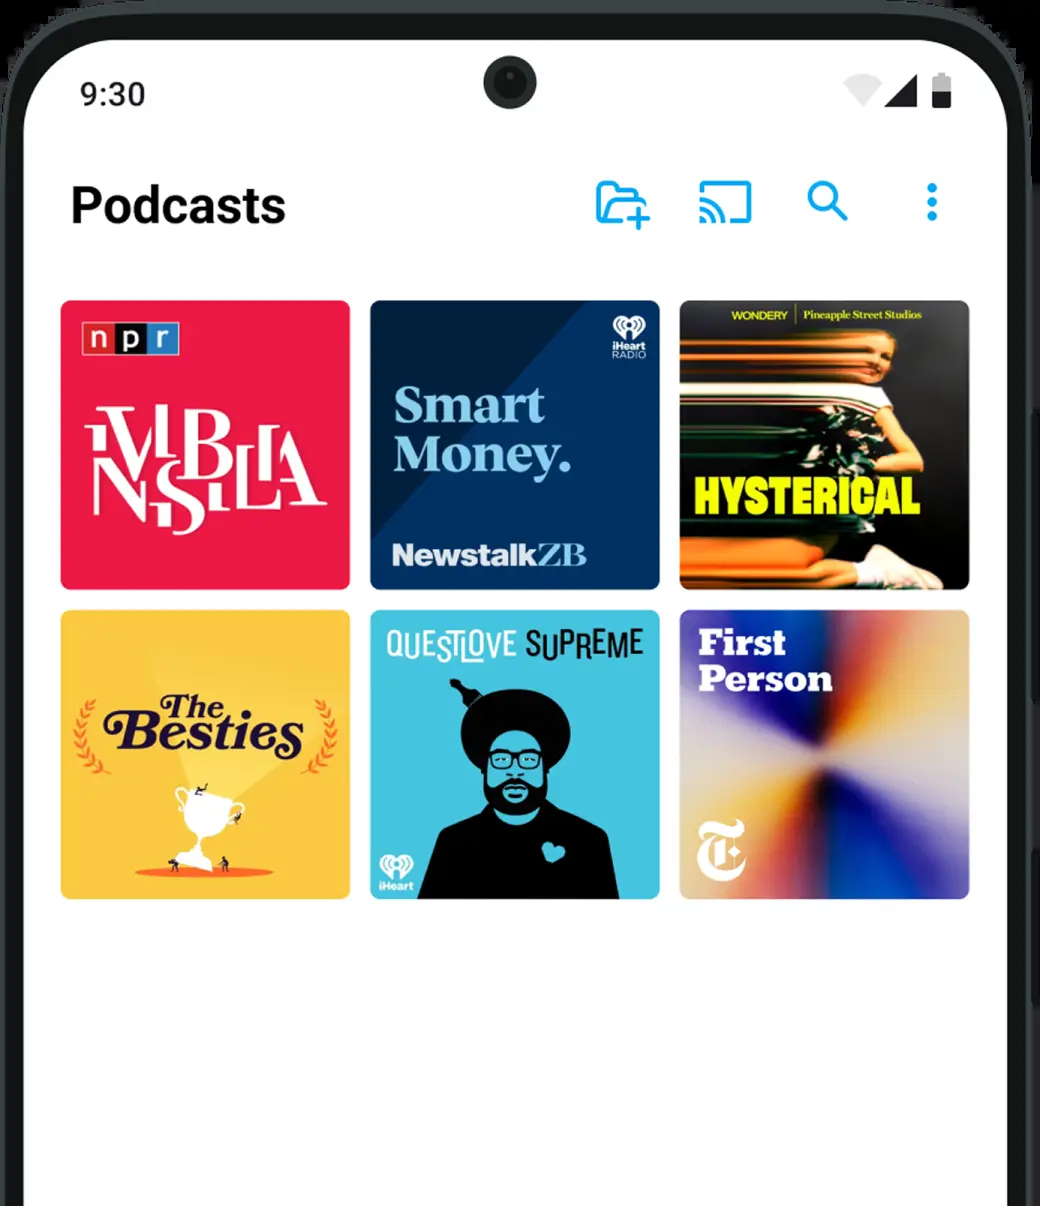 9:30
Podcasts
npr
INVISIBILIA
iHeart
RADIO
Smart
Money.
NewstalkZB
WONDERY | Pineapple Street Studios
HYSTERICAL
The
Besties
QUESTLOVE SUPREME
iHeart
First
Person
T